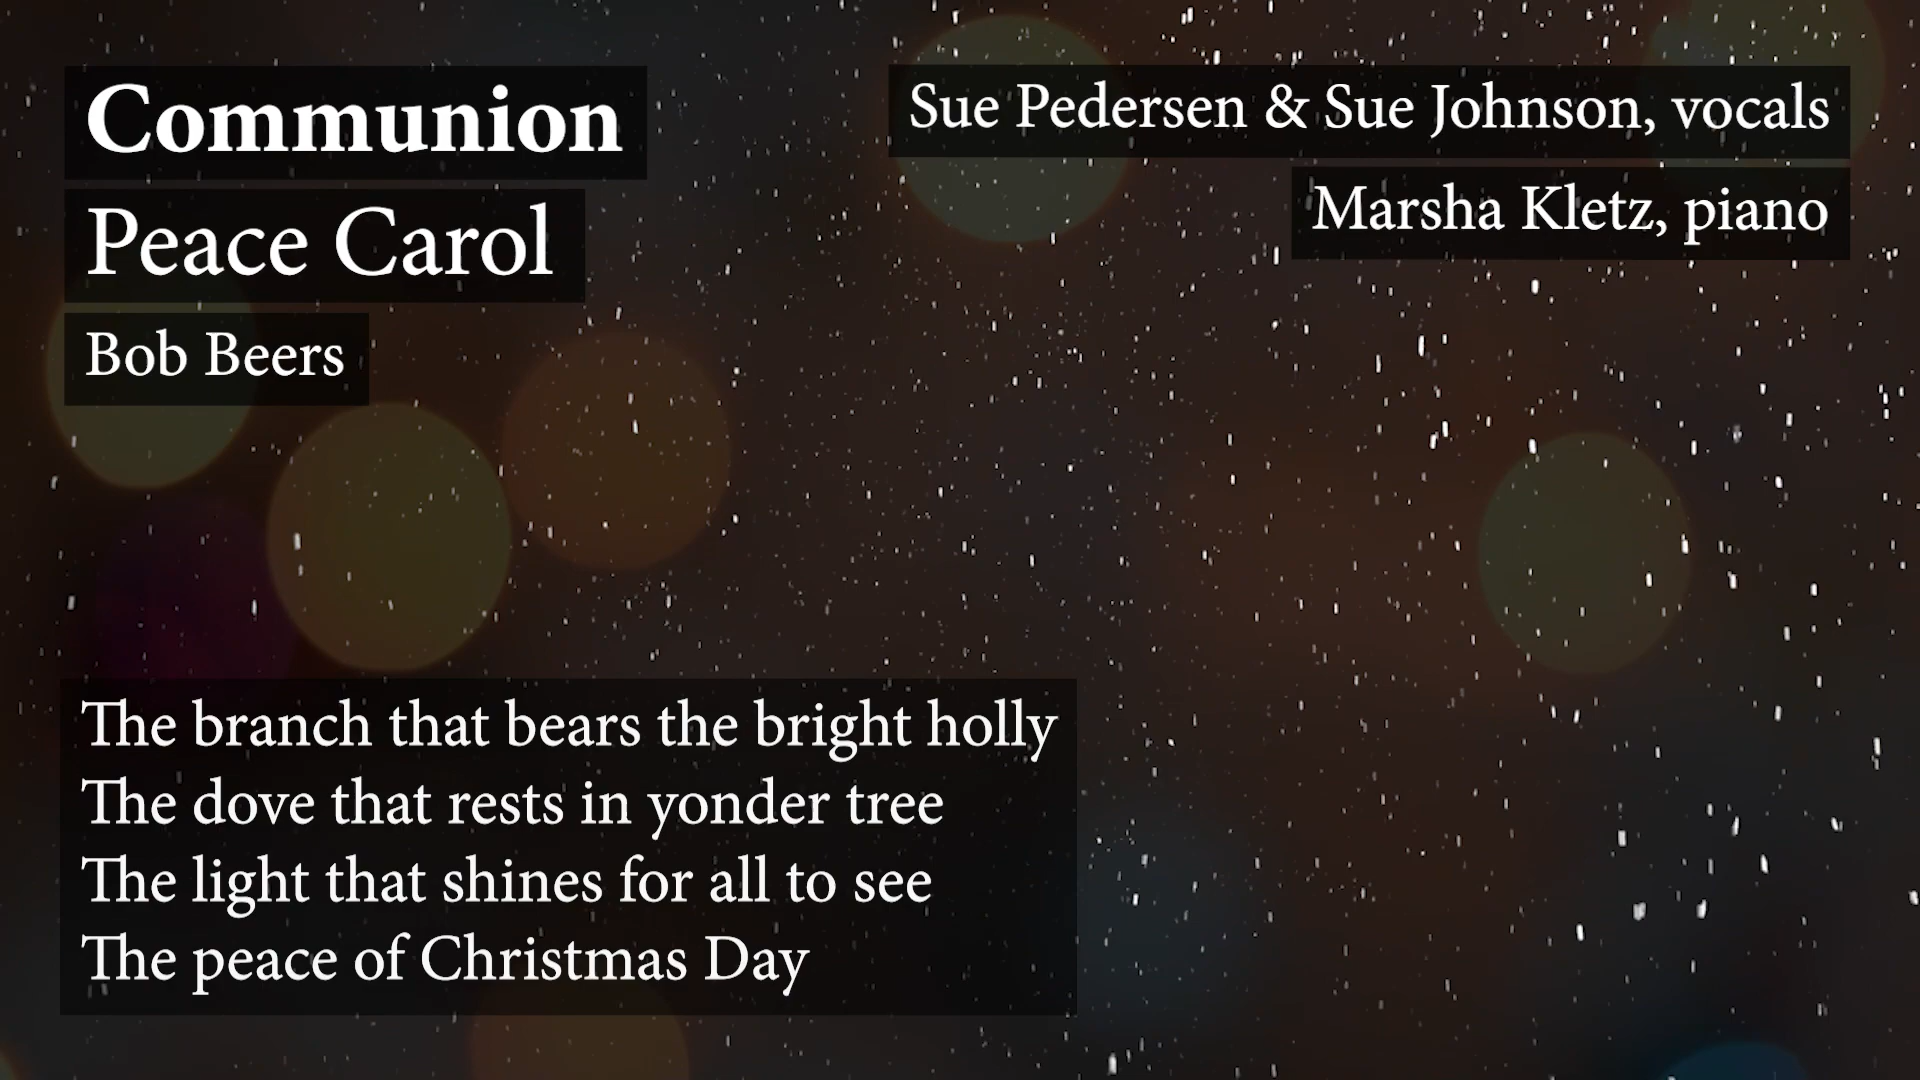 Communion
Peace Carol
Bob Beers
Sue Pedersen & Sue Johnson, vocals
Marsha Kletz, piano
The branch that bears the bright holly
The dove that rests in yonder tree
The light that shines for all to see
The peace of Christmas Day